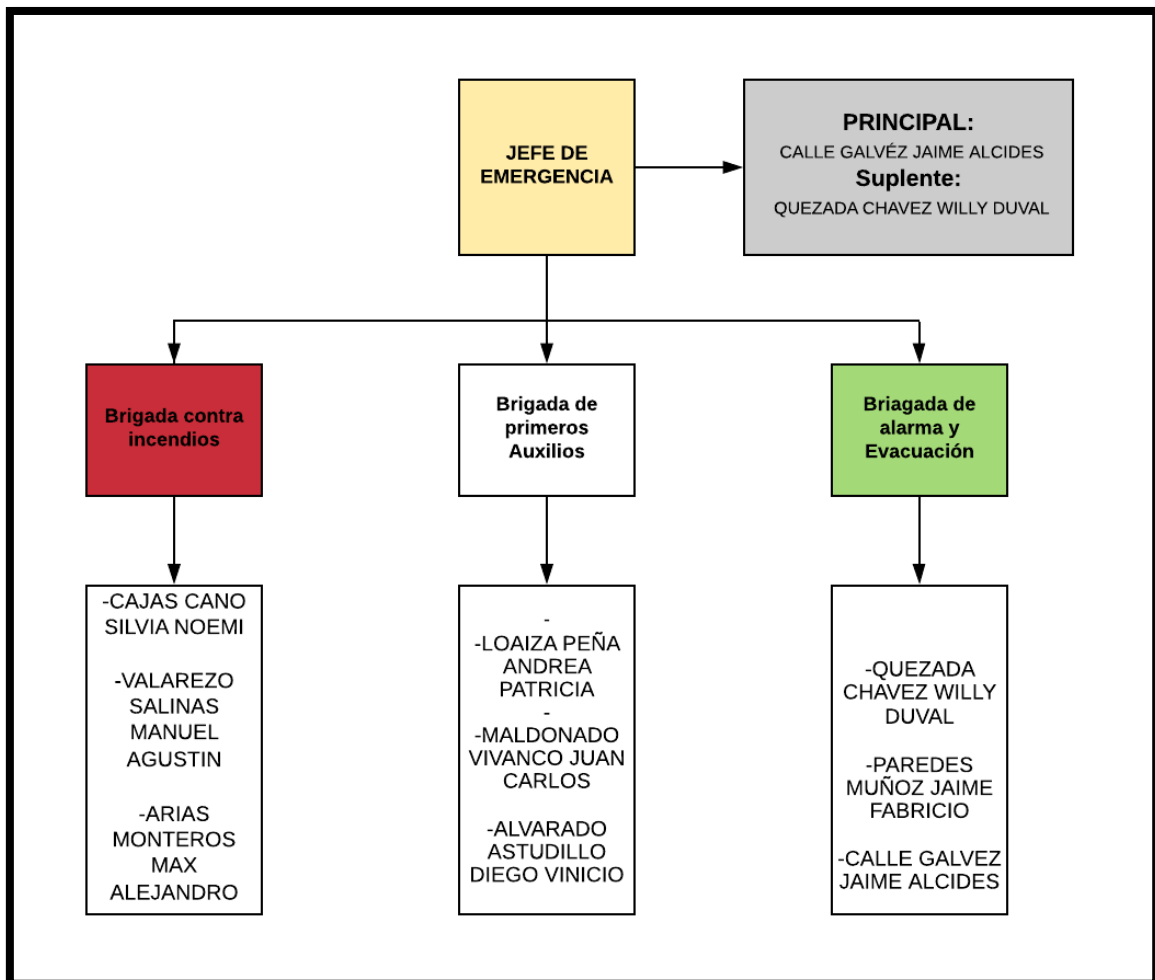 JEFE DE
EMERGENCIA
PRINCIPAL:
CALLE GALVÉZ JAIME ALCIDES
Suplente:
QUEZADA CHAVEZ WILLY DUVAL
Brigada contra
incendios
Brigada de
primeros
Auxilios
Briagada de
alarma y
Evacuación
-CAJAS CANO
SILVIA NOEMI
-VALAREZO
SALINAS
MANUEL
AGUSTIN
-ARIAS
MONTEROS
MAX
ALEJANDRO
-
-LOAIZA PEÑA
ANDREA
PATRICIA
-
-MALDONADO
VIVANCO JUAN
CARLOS
-ALVARADO
ASTUDILLO
DIEGO VINICIO
-QUEZADA
CHAVEZ WILLY
DUVAL
-PAREDES
MUÑOZ JAIME
FABRICIO
-CALLE GALVEZ
JAIME ALCIDES